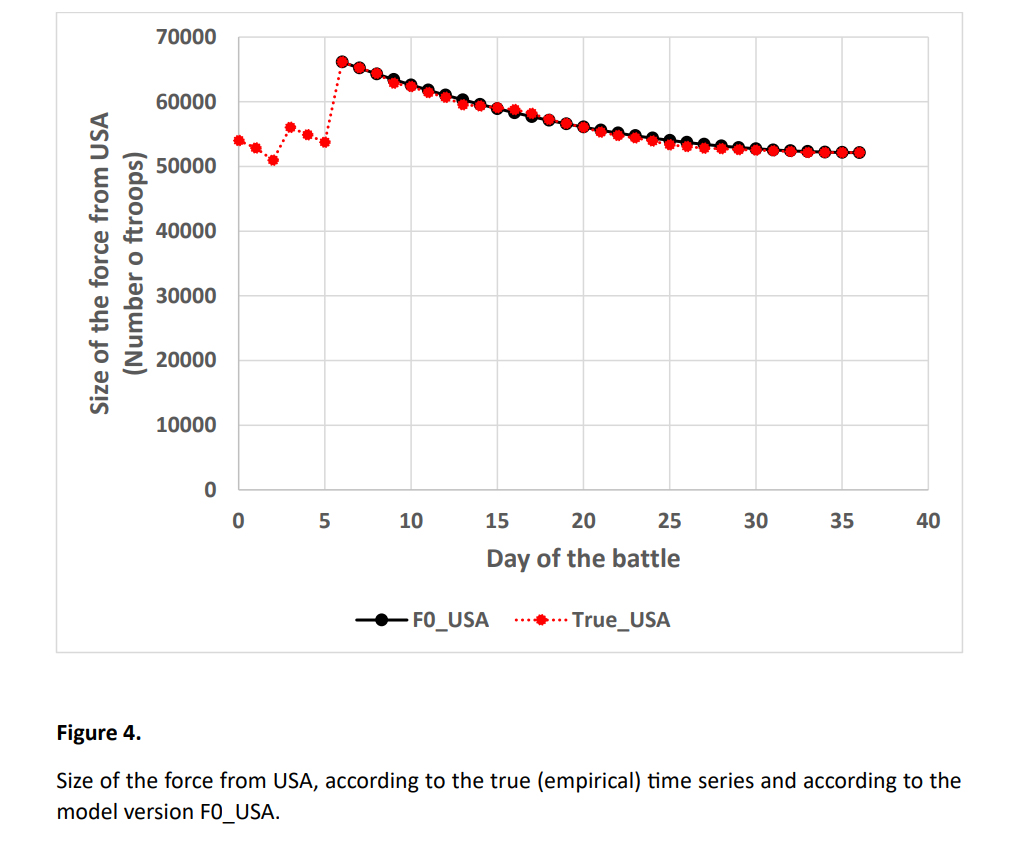 70000
60000
50000
40000
30000
20000
10000
0
Size of the force from USA
(Number o ftroops)
0 5 10 15 20 25 30 35 40
Day of the battle
F0_USA True_USA
Figure 4.
Size of the force from USA, according to the true (empirical) time series and according to the
model version F0_USA.